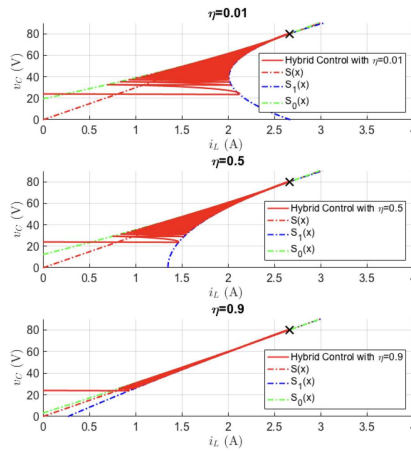 η=0.01
80
60
40
20
0
v_C (V)
0 0.5 1 1.5 2 2.5 3 3.5 4
i_L (A)
Hybrid Control with η=0.01
S(x)
S_1(x)
S_0(x)
η=0.5
80
60
40
20
0
v_C (V)
0 0.5 1 1.5 2 2.5 3 3.5 4
i_L (A)
Hybrid Control with η=0.5
S(x)
S_1(x)
S_0(x)
η=0.9
80
60
40
20
0
v_C (V)
0 0.5 1 1.5 2 2.5 3 3.5 4
i_L (A)
Hybrid Control with η=0.9
S(x)
S_1(x)
S_0(x)